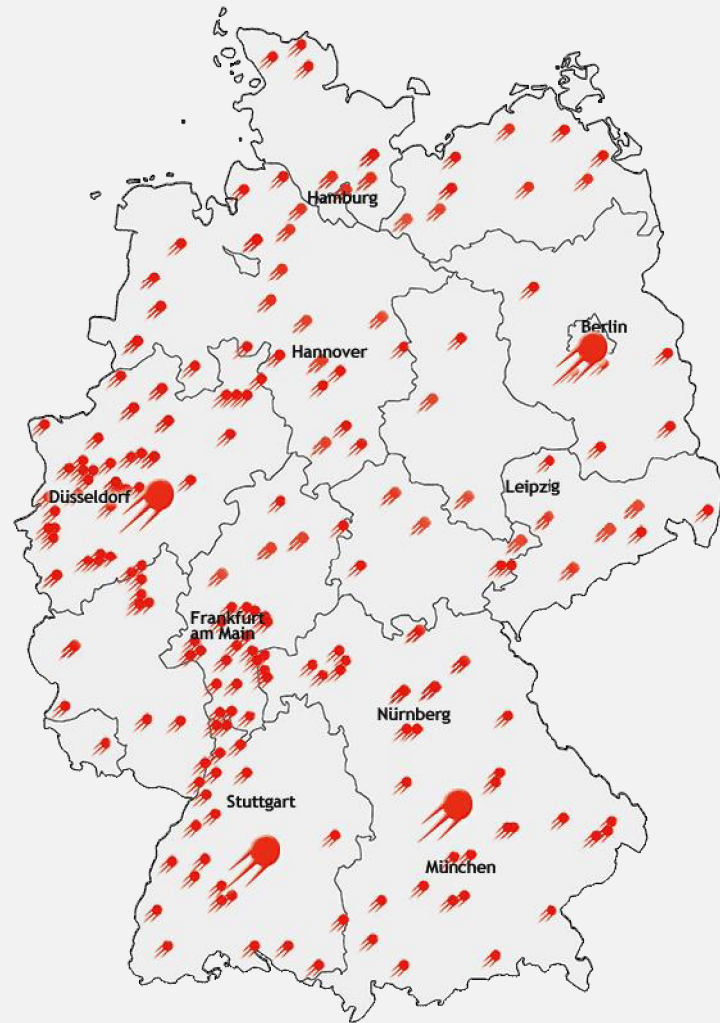 Hamburg
Berlin
Hannover
Leipzig
Düsseldorf
Frankfurt
am Main
Nürnberg
Stuttgart
München